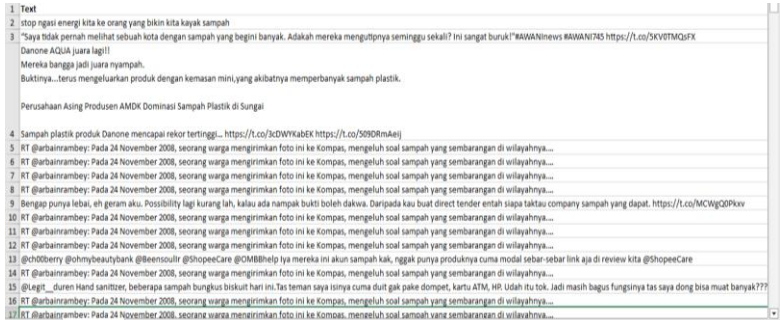 1 Text
2 stop ngasi energi kita ke orang yang bikin kita kayak sampah
3 "Saya tidak pernah melihat sebuah kota dengan sampah yang begini banyak. Adakah mereka mengutipnya seminggu sekali? Ini sangat buruk!"#AWANInews #AWANI745 https://t.co/SKV0TMQsFX
Danone AQUA juara lagi!!
Mereka bangga jadi juara nyampah.
Buktinya...terus mengeluarkan produk dengan kemasan mini,yang akibatnya memperbanyak sampah plastik.
Perusahaan Asing Produsen AMDK Dominasi Sampah Plastik di Sungai
4 Sampah plastik produk Danone mencapai rekor tertinggi... https://t.co/3cDWYKabEK https://t.co/S09DRmAeij
5 RT @arbainrambey: Pada 24 November 2008, seorang warga mengirimkan foto ini ke Kompas, mengeluh soal sampah yang sembarangan di wilayahnya....
6 RT @arbainrambey: Pada 24 November 2008, seorang warga mengirimkan foto ini ke Kompas, mengeluh soal sampah yang sembarangan di wilayahnya....
7 RT @arbainrambey: Pada 24 November 2008, seorang warga mengirimkan foto ini ke Kompas, mengeluh soal sampah yang sembarangan di wilayahnya....
8 RT @arbainrambey: Pada 24 November 2008, seorang warga mengirimkan foto ini ke Kompas, mengeluh soal sampah yang sembarangan di wilayahnya....
9 Bengap punya lebai, eh geram aku. Possibility lagi kurang lah, kalau ada nampak bukti boleh dakwa. Daripada kau buat direct tender entah siapa taktau company sampah yang dapat. https://t.co/MCWgQ0Pkxv
10 RT @arbainrambey: Pada 24 November 2008, seorang warga mengirimkan foto ini ke Kompas, mengeluh soal sampah yang sembarangan di wilayahnya....
11 RT @arbainrambey: Pada 24 November 2008, seorang warga mengirimkan foto ini ke Kompas, mengeluh soal sampah yang sembarangan di wilayahnya....
12 RT @arbainrambey: Pada 24 November 2008, seorang warga mengirimkan foto ini ke Kompas, mengeluh soal sampah yang sembarangan di wilayahnya....
13 @ch00berry @ohmybeautybank @Beensoullr @ShopeeCare @OMBBhelp Iya mereka ini akun sampah kak, nggak punya produknya cuma modal sebar-sebar link aja di review kita @ShopeeCare
14 RT @arbainrambey: Pada 24 November 2008, seorang warga mengirimkan foto ini ke Kompas, mengeluh soal sampah yang sembarangan di wilayahnya....
15 @Legit__duren Hand sanitizer, beberapa sampah bungkus biskuit hari ini.Tas teman saya isinya cuma duit gak pake dompet, kartu ATM, HP. Udah itu tok. Jadi masih bagus fungsinya tas saya dong bisa muat banyak???
16 RT @arbainrambey: Pada 24 November 2008, seorang warga mengirimkan foto ini ke Kompas, mengeluh soal sampah yang sembarangan di wilayahnya....
17 RT @arbainrambey: Pada 24 November 2008, seorang warga mengirimkan foto ini ke Kompas, mengeluh soal sampah yang sembarangan di wilayahnya....